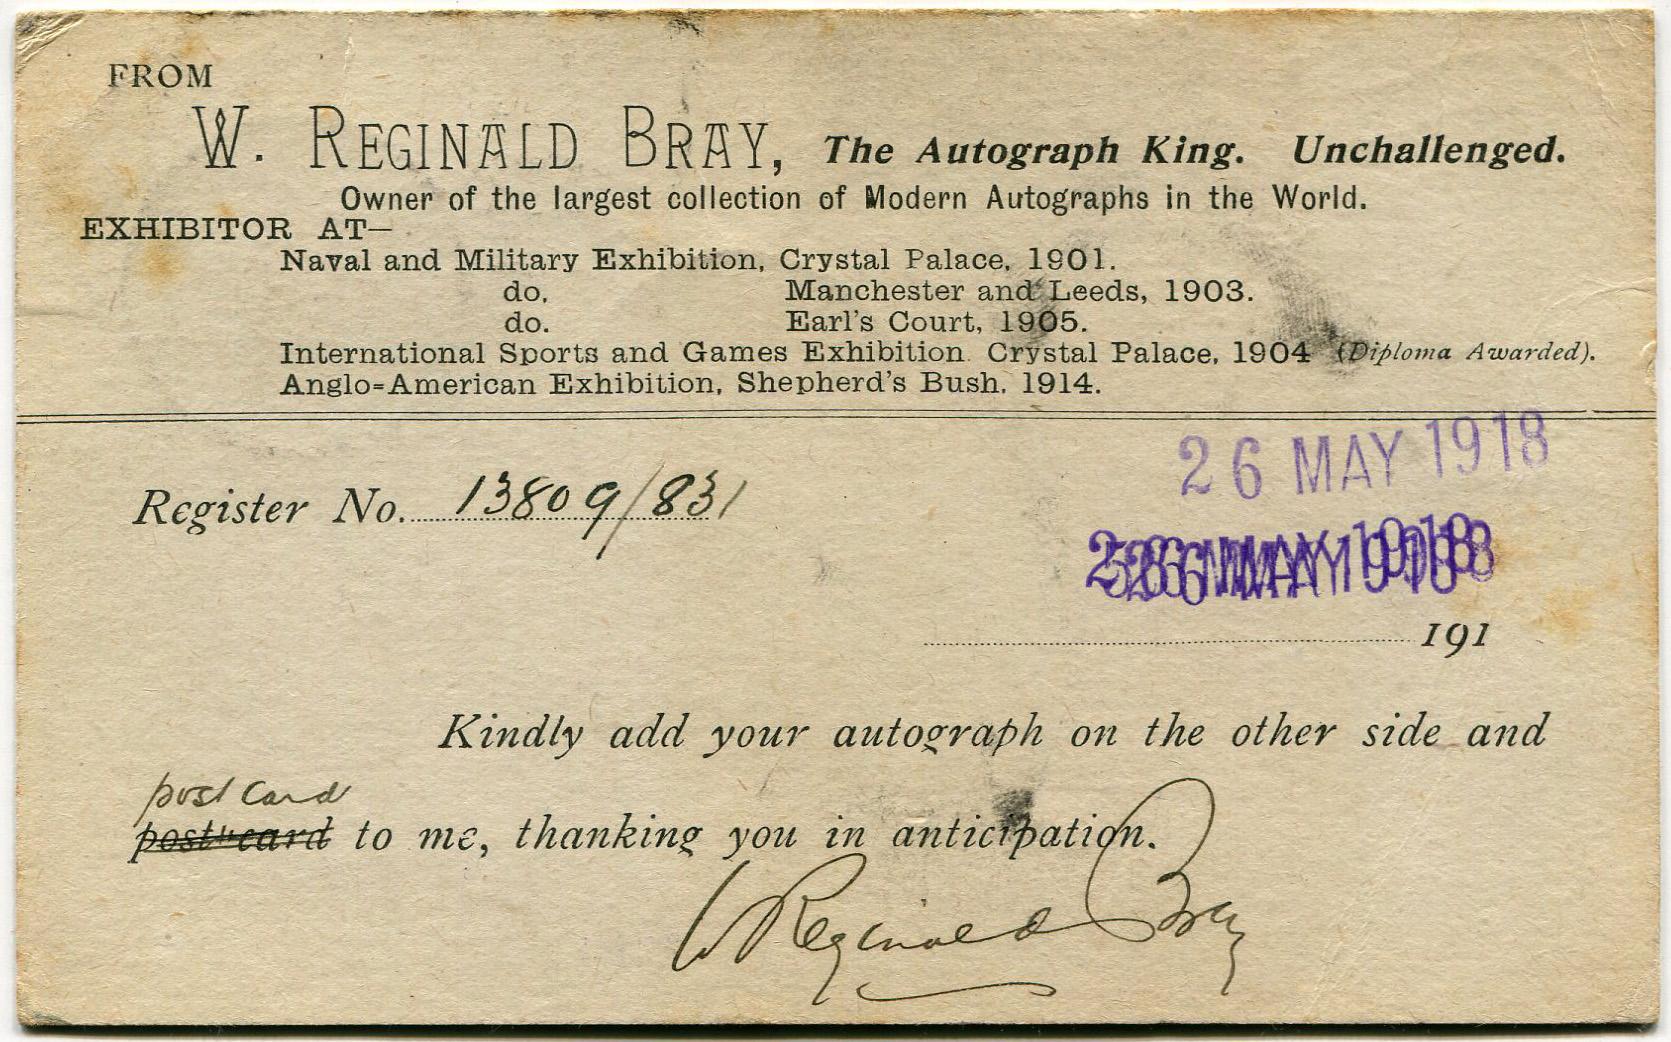 FROM
W. REGINALD BRAY, The Autograph King. Unchallenged.
Owner of the largest collection of Modern Autographs in the World.
EXHIBITOR AT—
Naval and Military Exhibition, Crystal Palace, 1901.
do. Manchester and Leeds, 1903.
do. Earl's Court, 1905.
International Sports and Games Exhibition Crystal Palace, 1904 (Diploma Awarded).
Anglo=American Exhibition, Shepherd's Bush, 1914.
26 MAY 1918
Register No. 13809/831
191
Kindly add your autograph on the other side and
post card
post card to me, thanking you in anticipation.
W Reginald Bray